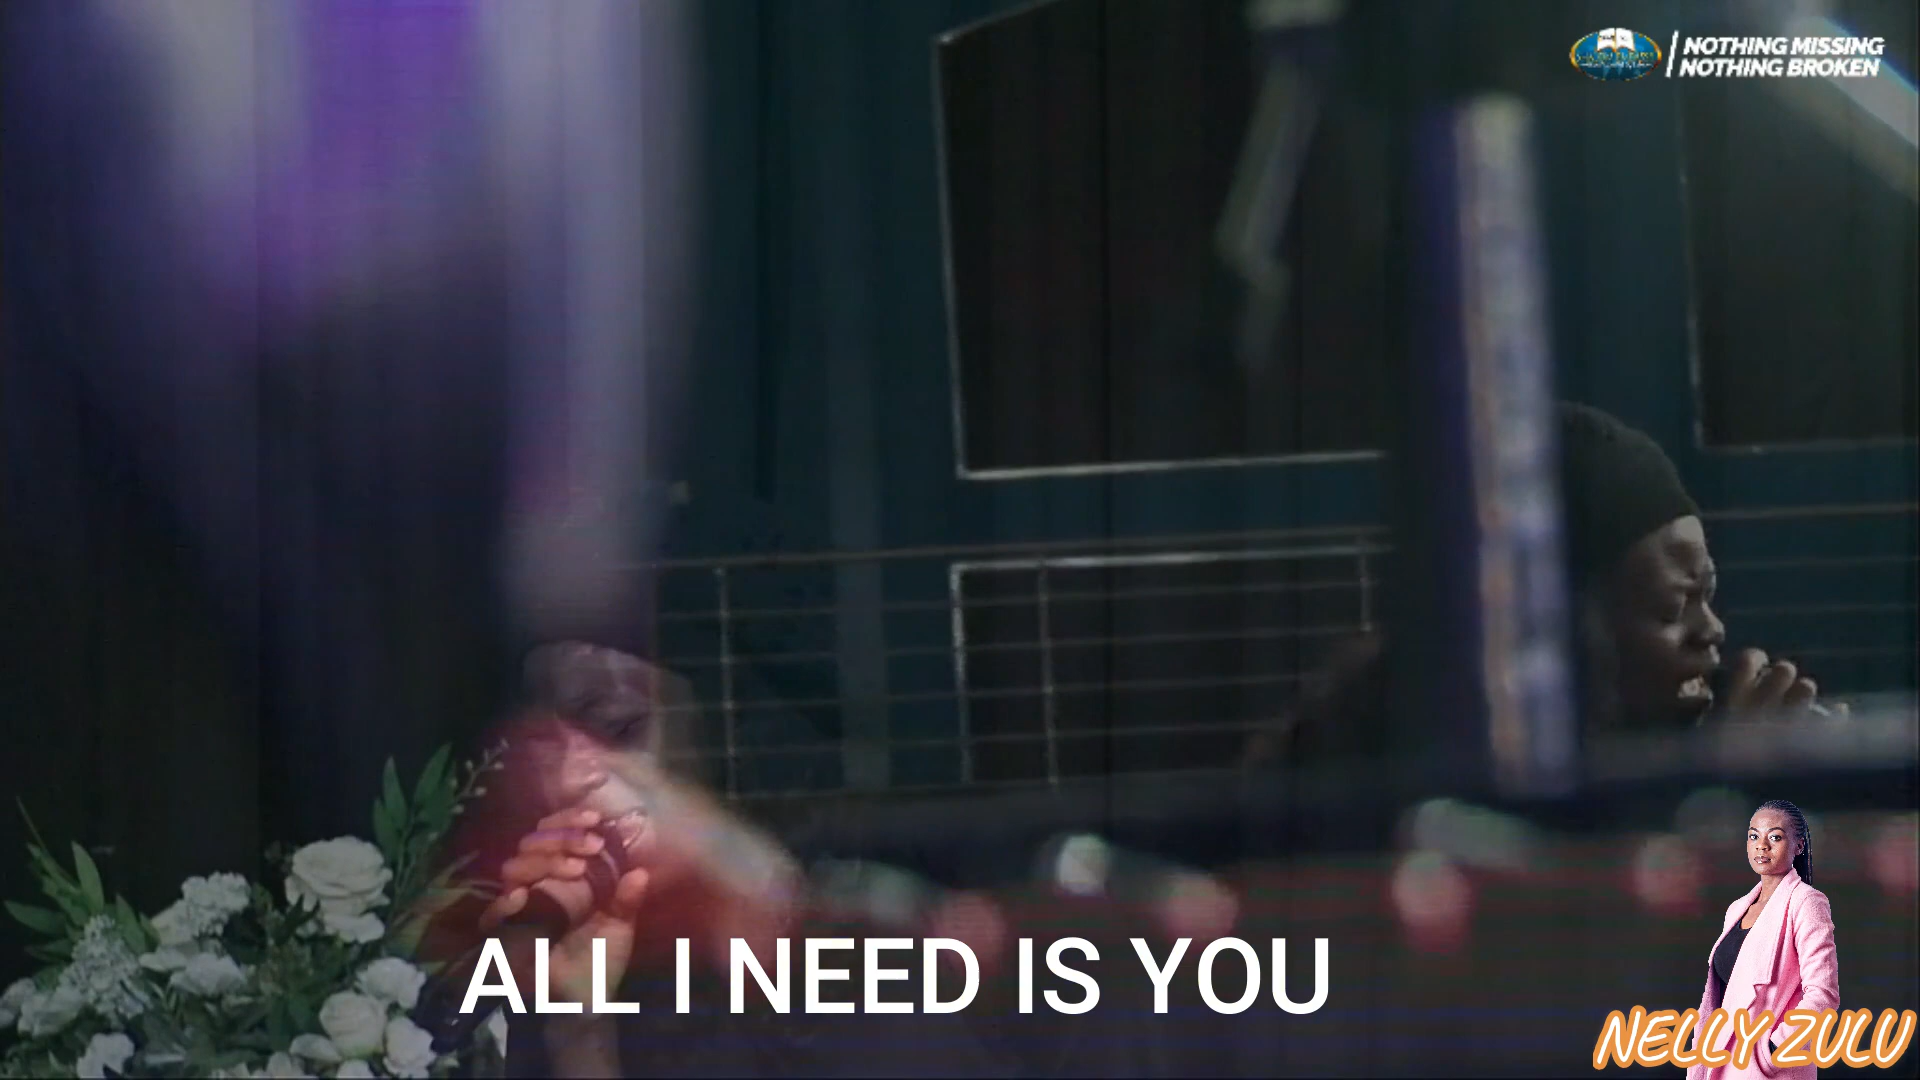 NOTHING MISSING
NOTHING BROKEN
ALL I NEED IS YOU
NELLY ZULU